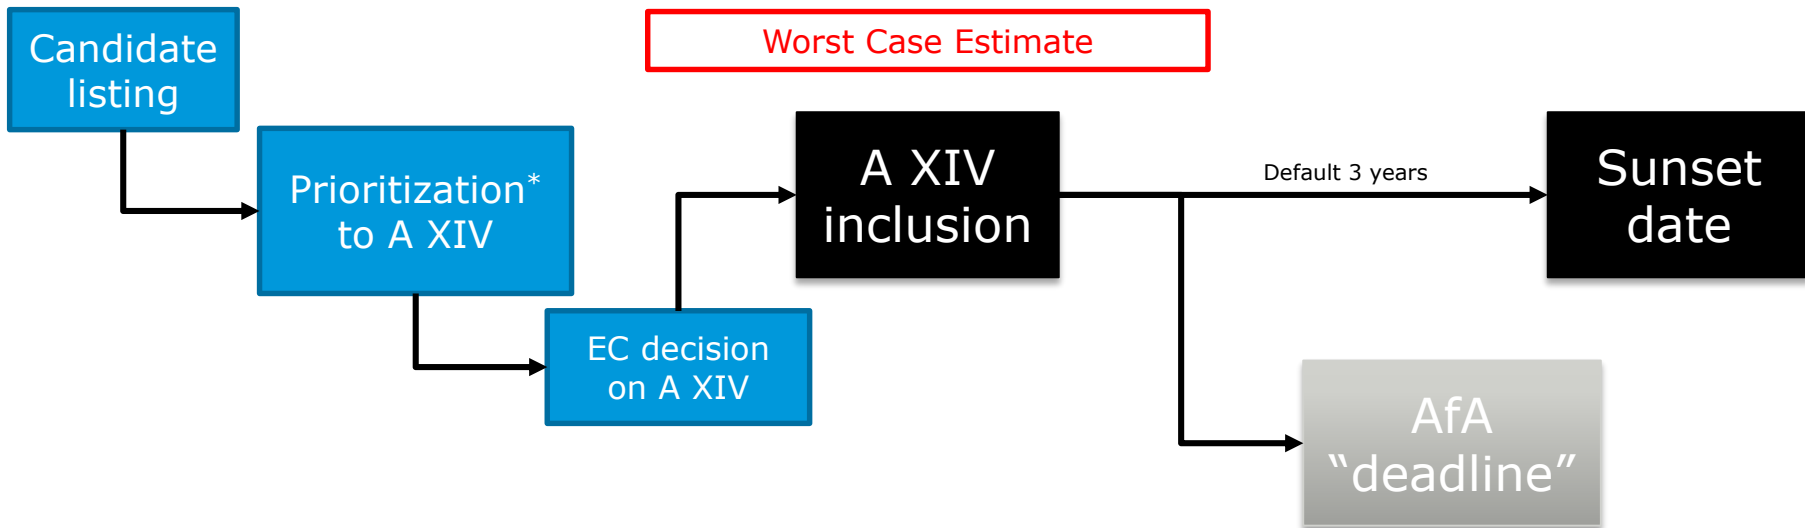 Candidate
listing
Worst Case Estimate
Prioritization*
to A XIV
EC decision
on A XIV
A XIV
inclusion
Default 3 years
Sunset
date
AfA
“deadline”